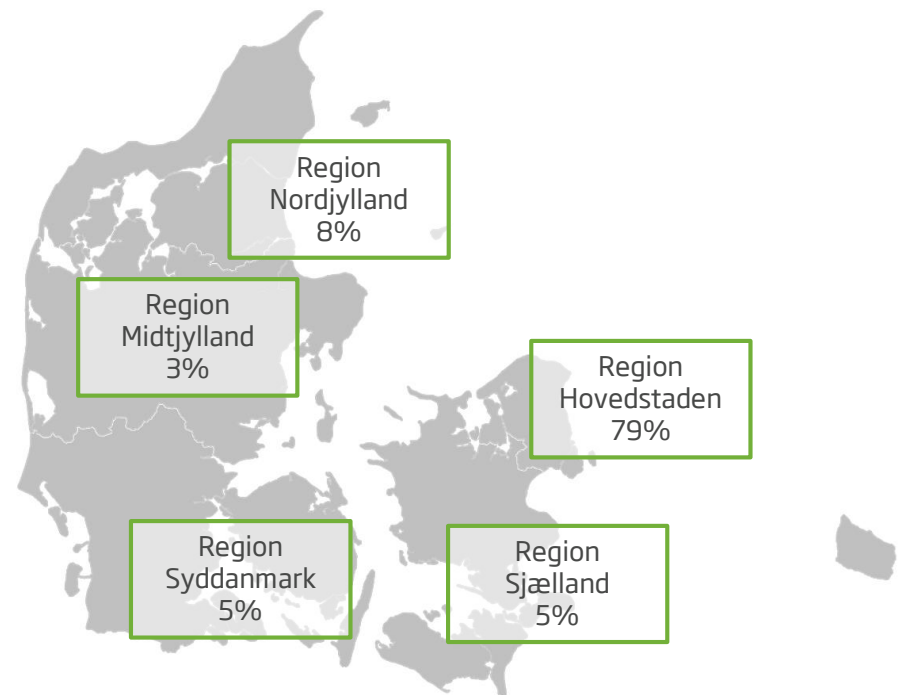 Region
Nordjylland
8%
Region
Midtjylland
3%
Region
Hovedstaden
79%
Region
Syddanmark
5%
Region
Sjælland
5%